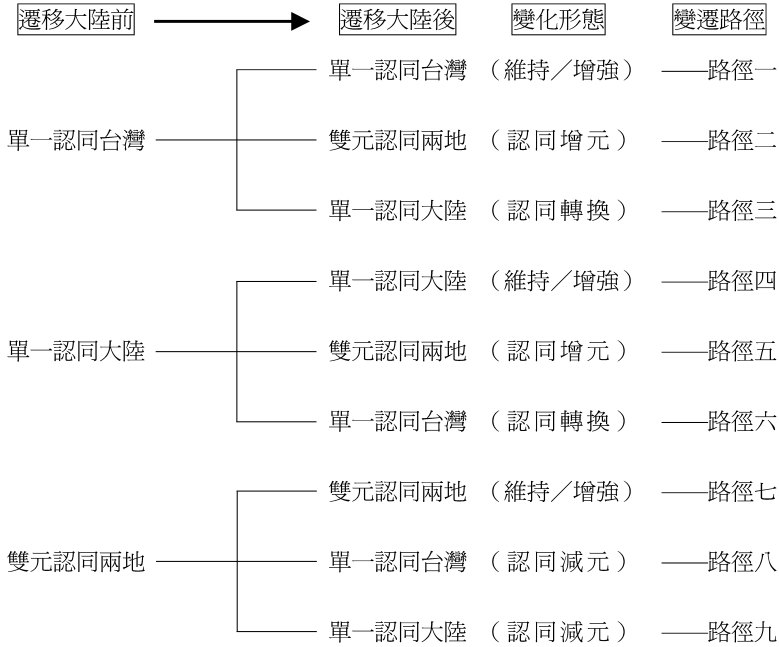 遷移大陸前 遷移大陸後 變化形態 變遷路徑
單一認同台灣 (維持／增強) 路徑一
單一認同台灣 雙元認同兩地 (認同增元) 路徑二
單一認同大陸 (認同轉換) 路徑三
單一認同大陸 (維持／增強) 路徑四
單一認同大陸 雙元認同兩地 (認同增元) 路徑五
單一認同台灣 (認同轉換) 路徑六
雙元認同兩地 (維持／增強) 路徑七
雙元認同兩地 單一認同台灣 (認同減元) 路徑八
單一認同大陸 (認同減元) 路徑九